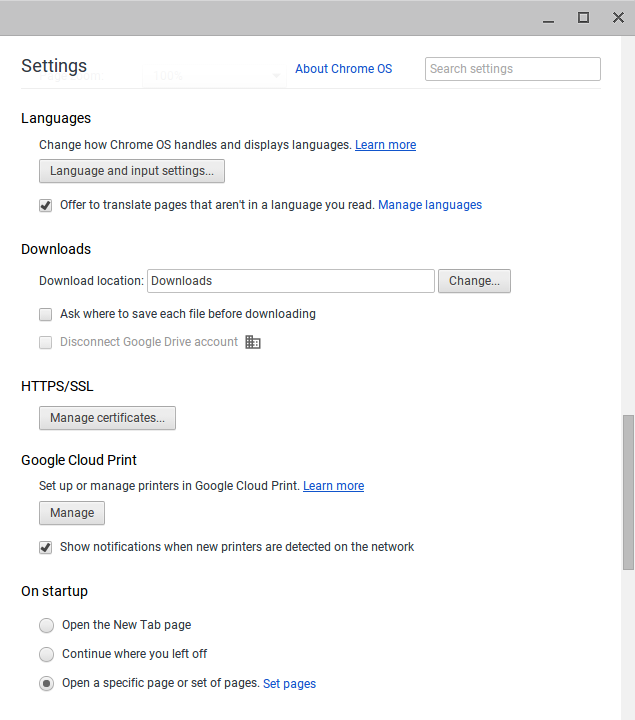 Settings
About Chrome OS
Search settings
100%
Languages
Change how Chrome OS handles and displays languages. Learn more
Language and input settings...
Offer to translate pages that aren't in a language you read. Manage languages
Downloads
Download location: Downloads Change...
Ask where to save each file before downloading
Disconnect Google Drive account
HTTPS/SSL
Manage certificates...
Google Cloud Print
Set up or manage printers in Google Cloud Print. Learn more
Manage
Show notifications when new printers are detected on the network
On startup
Open the New Tab page
Continue where you left off
Open a specific page or set of pages. Set pages